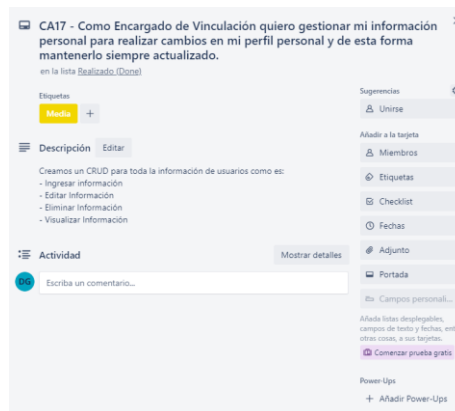 CA17 - Como Encargado de Vinculación quiero gestionar mi información
personal para realizar cambios en mi perfil personal y de esta forma
mantenerlo siempre actualizado.
en la lista Realizado (Done)
Etiquetas
Media +
Descripción Editar
Creamos un CRUD para toda la información de usuarios como es:
- Ingresar información
- Editar Información
- Eliminar Información
- Visualizar Información
Actividad Mostrar detalles
DG Escriba un comentario...
Sugerencias
Unirse
Añadir a la tarjeta
Miembros
Etiquetas
Checklist
Fechas
Adjunto
Portada
Campos personali...
Añada listas desplegables,
campos de texto y fechas, ent
otras cosas, a sus tarjetas.
Comenzar prueba gratis
Power-Ups
+ Añadir Power-Ups